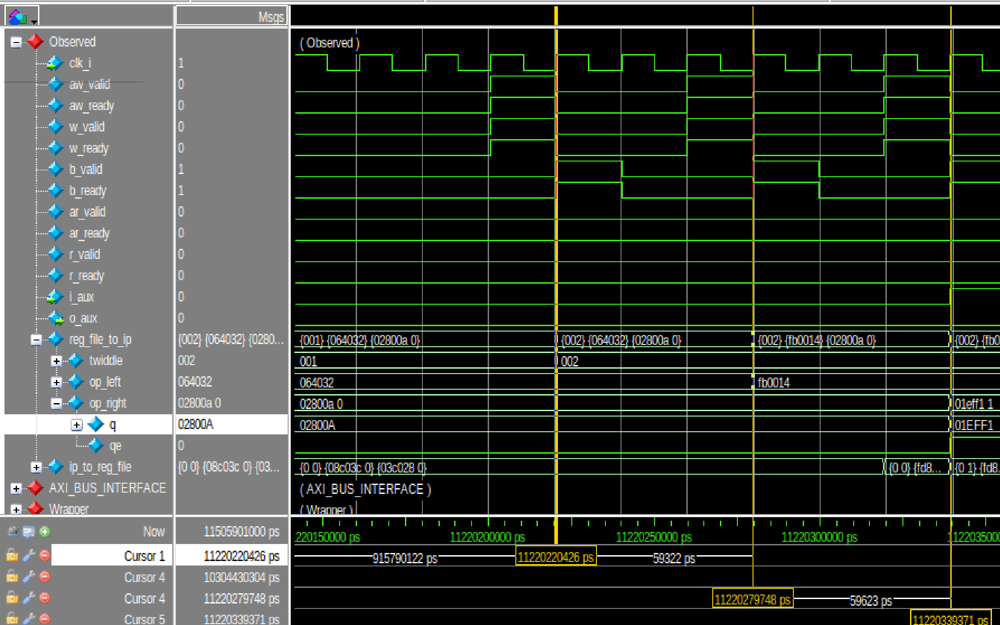 Msgs
Observed
( Observed )
clk_i 1
aw_valid 0
aw_ready 0
w_valid 0
w_ready 0
b_valid 1
b_ready 1
ar_valid 0
ar_ready 0
r_valid 0
r_ready 0
i_aux 0
o_aux 0
reg_file_to_ip {002} {064032} {0280... {001} {064032} {02800a 0} {002} {064032} {02800a 0} {002} {fb0014} {02800a 0} {002} {fb0
twiddle 002 001 002
op_left 064032 064032 fb0014
op_right 02800a 0 02800a 0 01eff1 1
q 02800A 02800A 01EFF1
qe 0
ip_to_reg_file {0 0} {08c03c 0} {03... {0 0} {08c03c 0} {03c028 0} {0 0} {fd8... {0 1} {fd8.
AXI_BUS_INTERFACE ( AXI_BUS_INTERFACE )
Wrapper ( Wrapper )
Now 11505901000 ps 220150000 ps 11220200000 ps 11220250000 ps 11220300000 ps 1122035000
Cursor 1 11220220426 ps 915790122 ps 11220220426 ps 59322 ps
Cursor 4 10304430304 ps
Cursor 4 11220279748 ps 11220279748 ps 59623 ps
Cursor 5 11220339371 ps 11220339371 ps